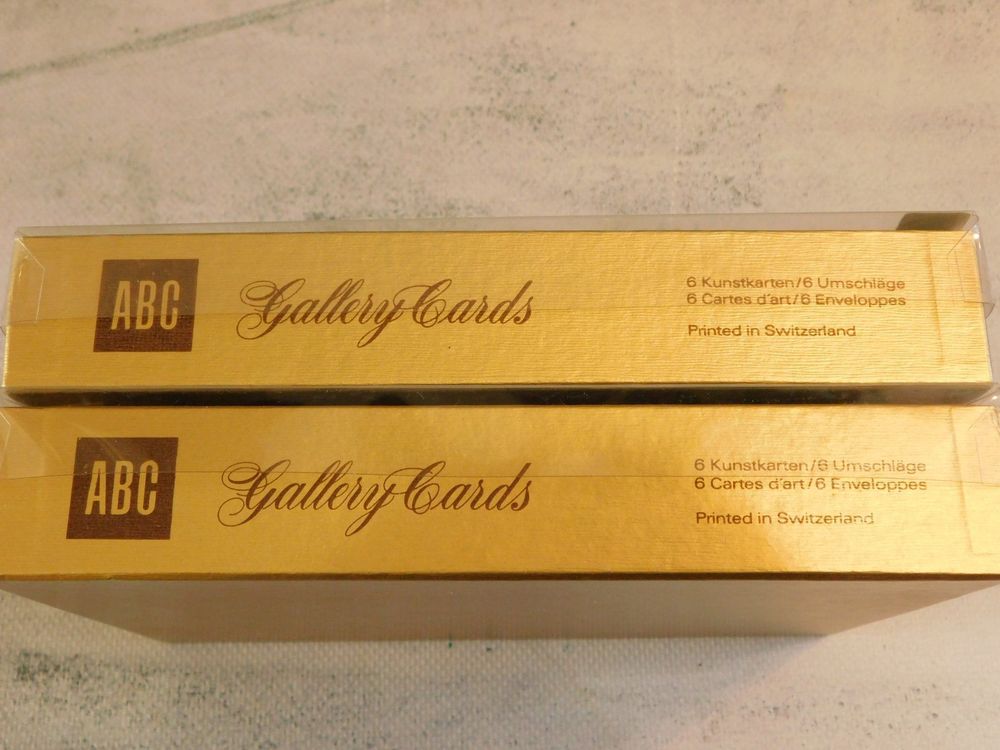 ABC
Gallery Cards
6 Kunstkarten/6 Umschläge
6 Cartes d'art/6 Enveloppes
Printed in Switzerland
ABC
Gallery Cards
6 Kunstkarten/6 Umschläge
6 Cartes d'art/6 Enveloppes
Printed in Switzerland